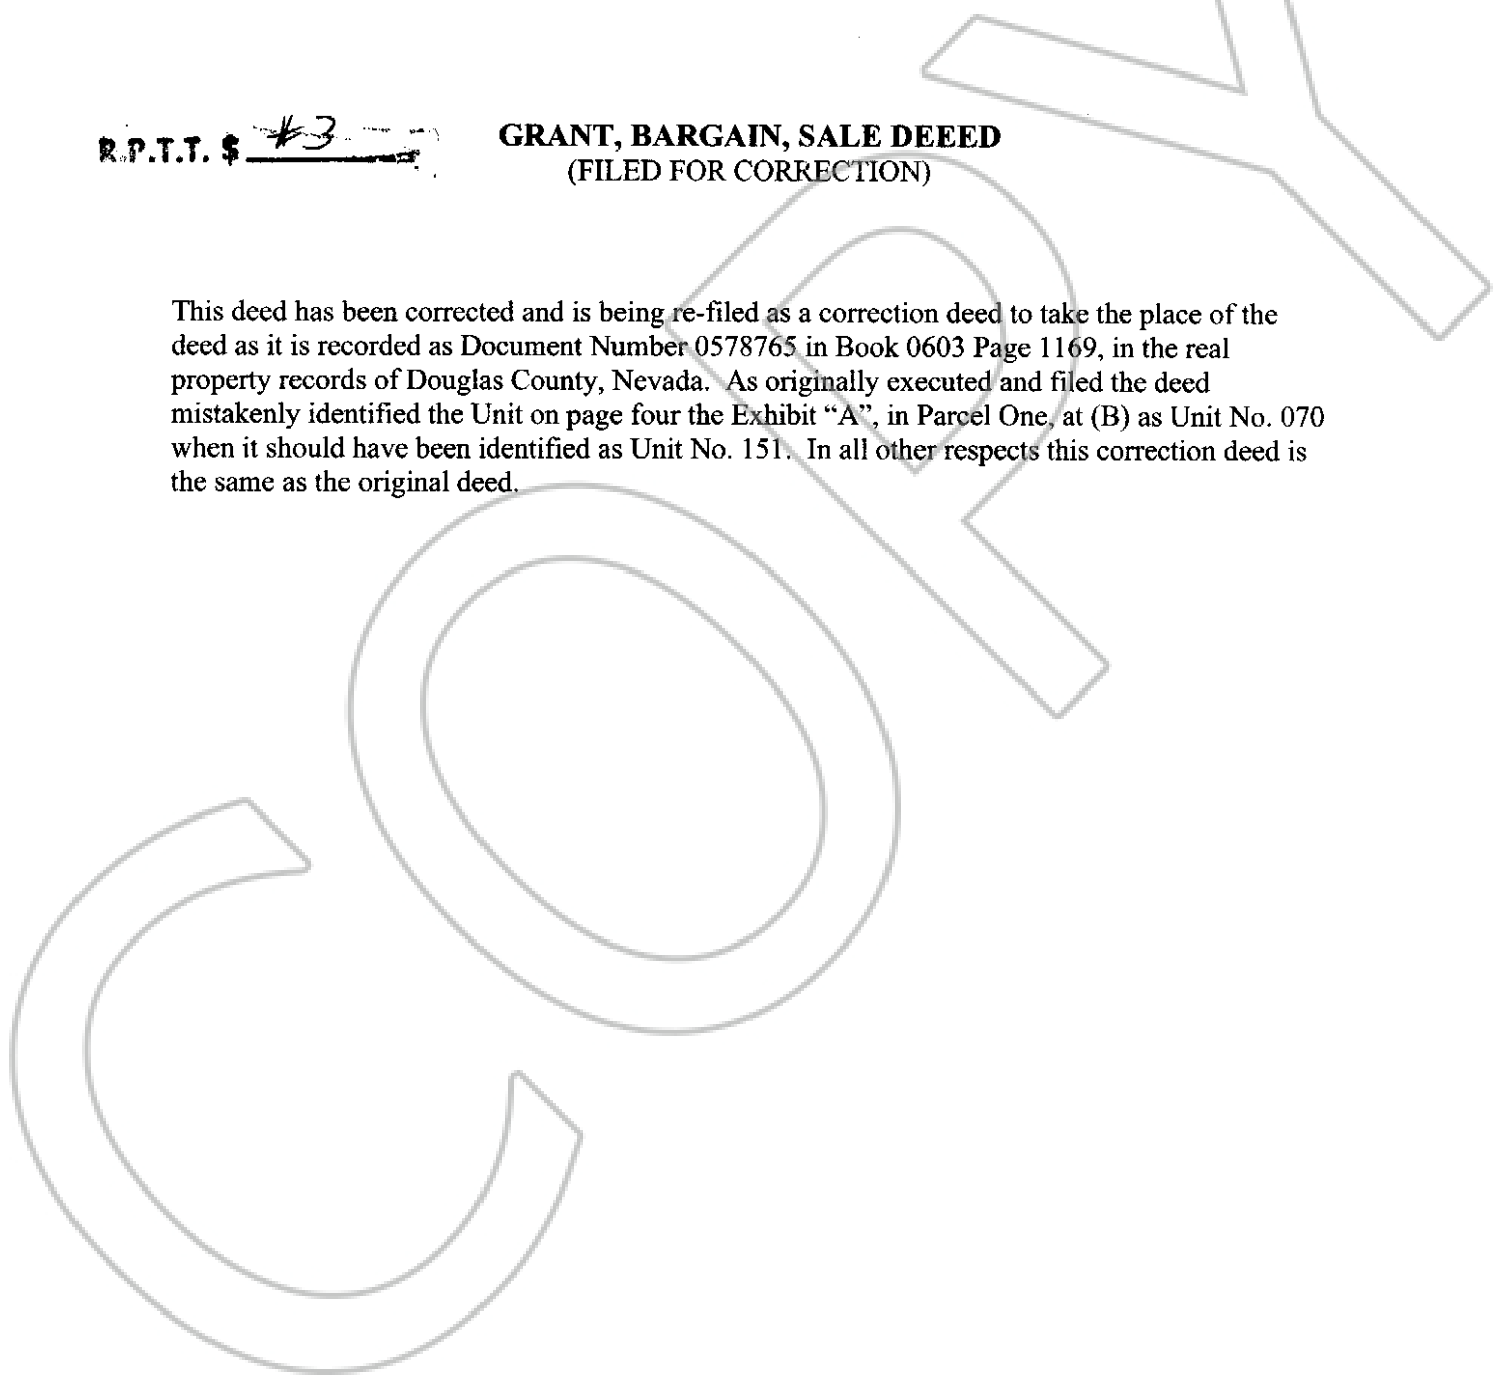 R.P.T.T. $ #3
GRANT, BARGAIN, SALE DEEED
(FILED FOR CORRECTION)
This deed has been corrected and is being re-filed as a correction deed to take the place of the
deed as it is recorded as Document Number 0578765 in Book 0603 Page 1169, in the real
property records of Douglas County, Nevada. As originally executed and filed the deed
mistakenly identified the Unit on page four the Exhibit “A”, in Parcel One, at (B) as Unit No. 070
when it should have been identified as Unit No. 151. In all other respects this correction deed is
the same as the original deed.
COPY